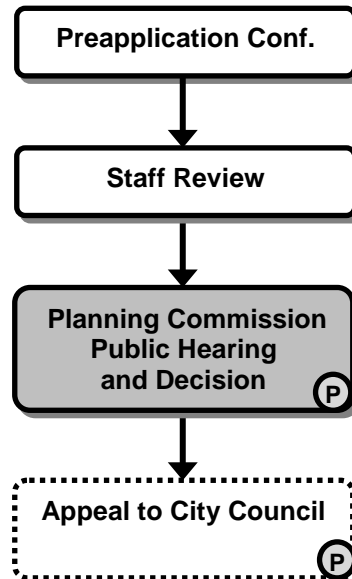 Preapplication Conf.
Staff Review
Planning Commission
Public Hearing
and Decision
P
Appeal to City Council
P